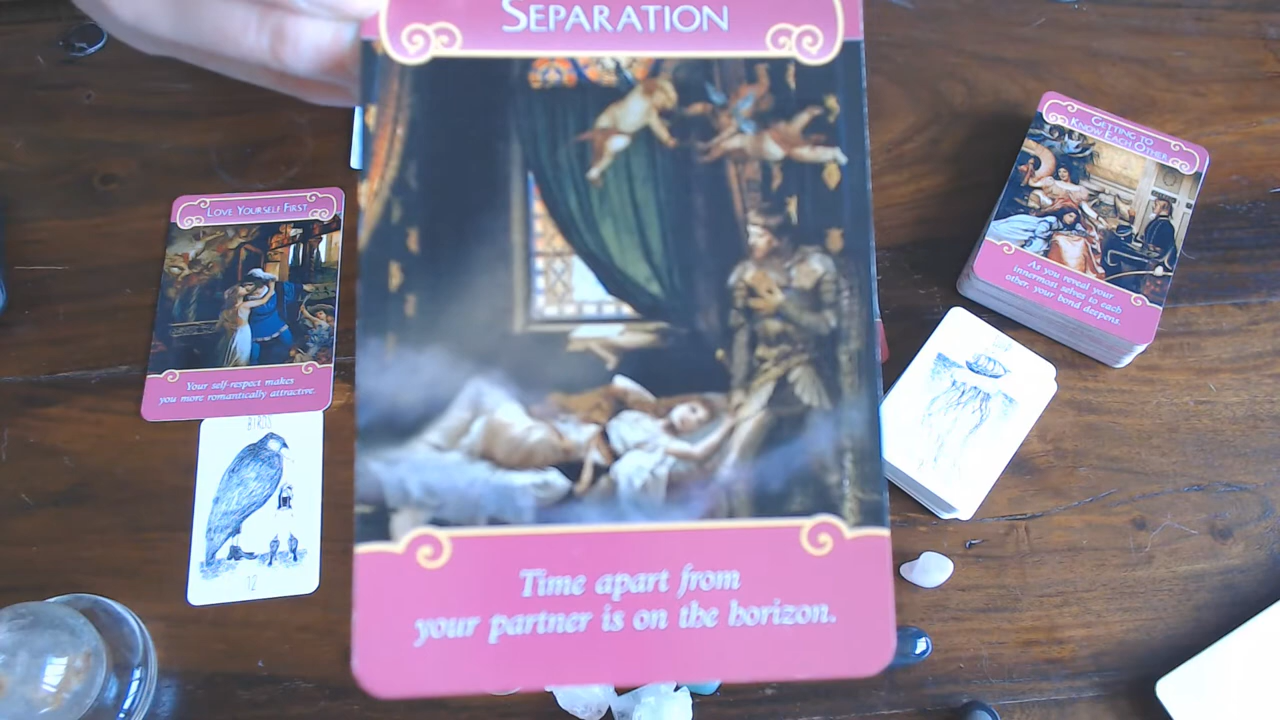 SEPARATION
Time apart from
your partner is on the horizon.
LOVE YOURSELF FIRST
Your self-respect makes
you more romantically attractive.
BIRDS
12
GETTING TO
KNOW EACH OTHER
As you reveal your
innermost selves to each
other, your bond deepens.